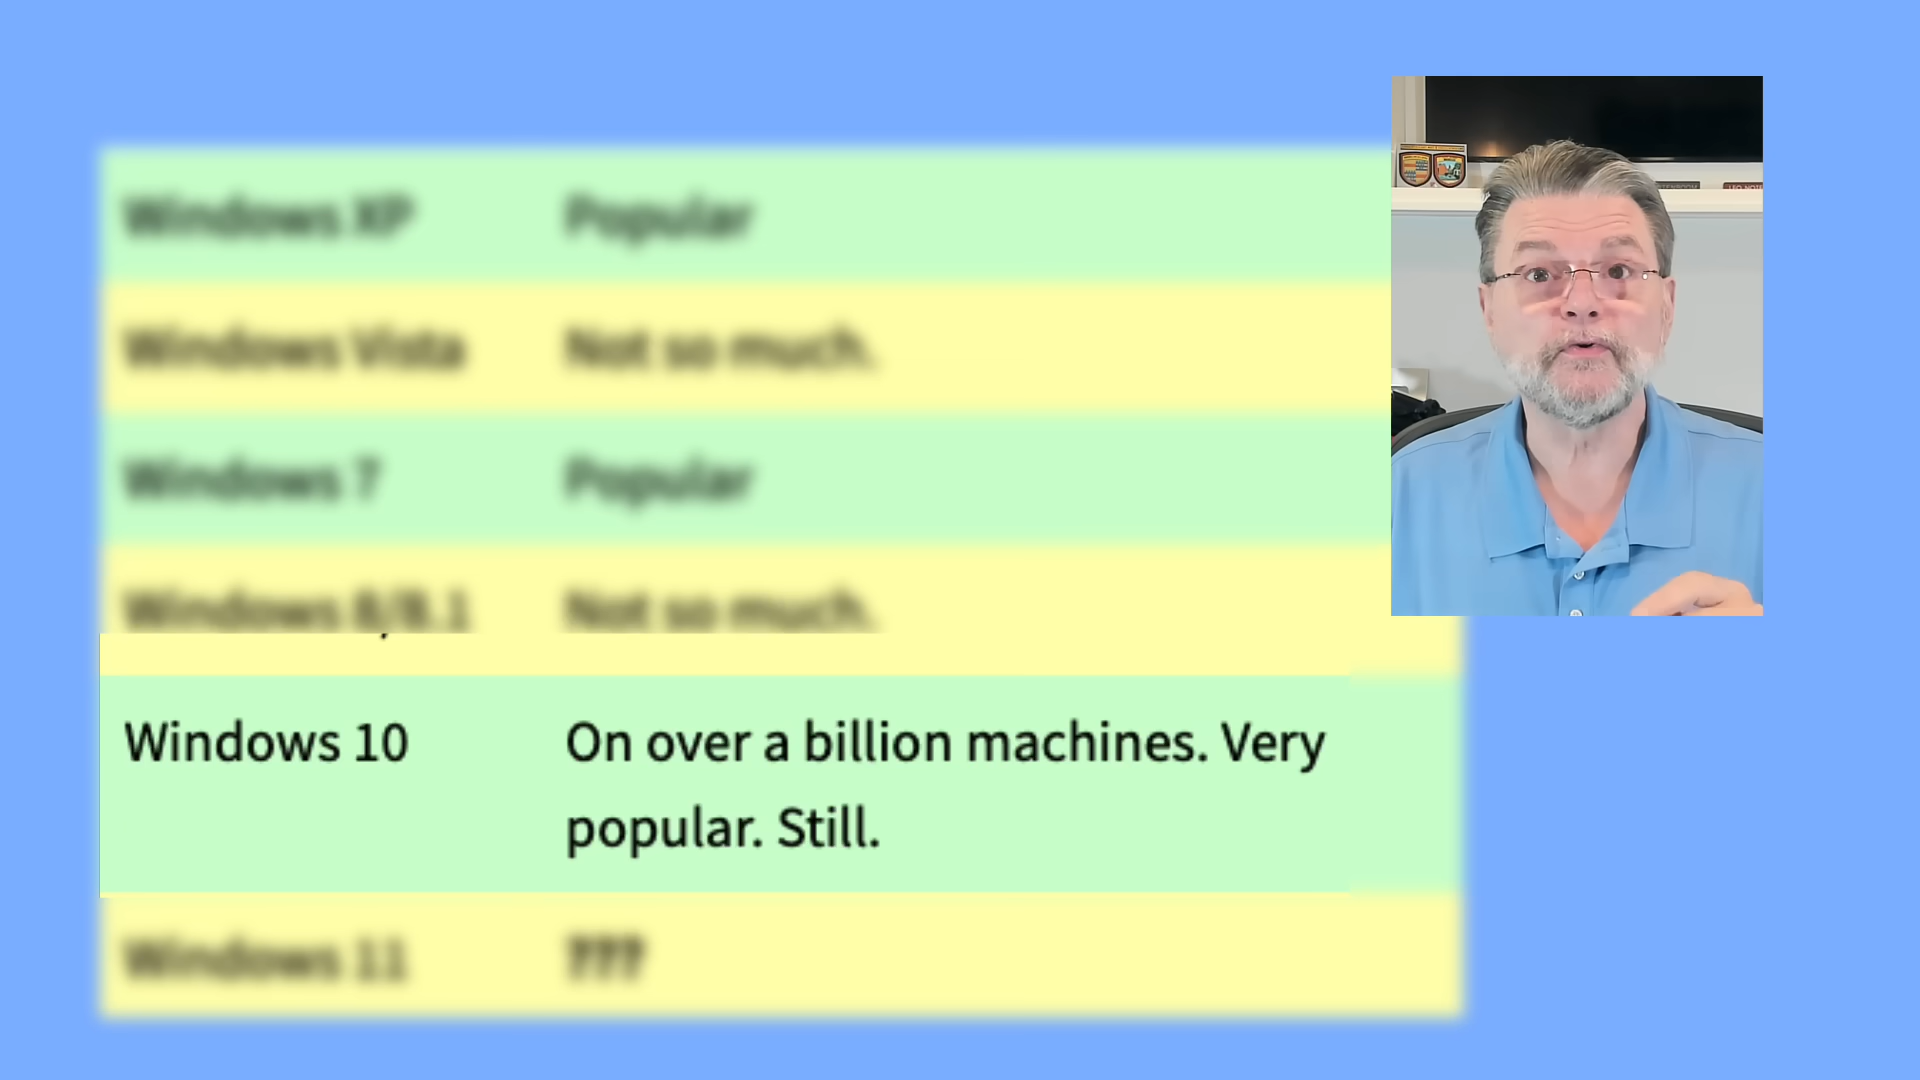 Windows XP Popular
Windows Vista Not so much.
Windows 7 Popular
Windows 8/8.1 Not so much.
Windows 10 On over a billion machines. Very
popular. Still.
Windows 11 ???